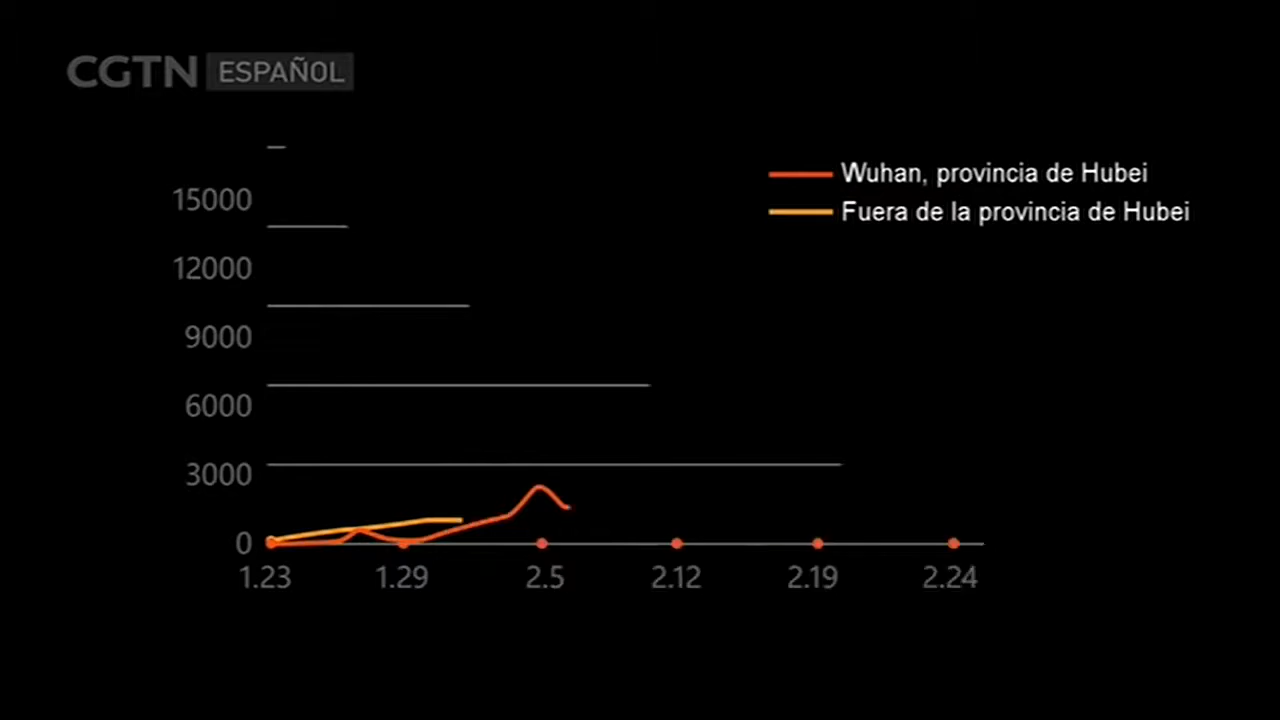 CGTN ESPAÑOL
Wuhan, provincia de Hubei
Fuera de la provincia de Hubei
15000
12000
9000
6000
3000
0
1.23 1.29 2.5 2.12 2.19 2.24